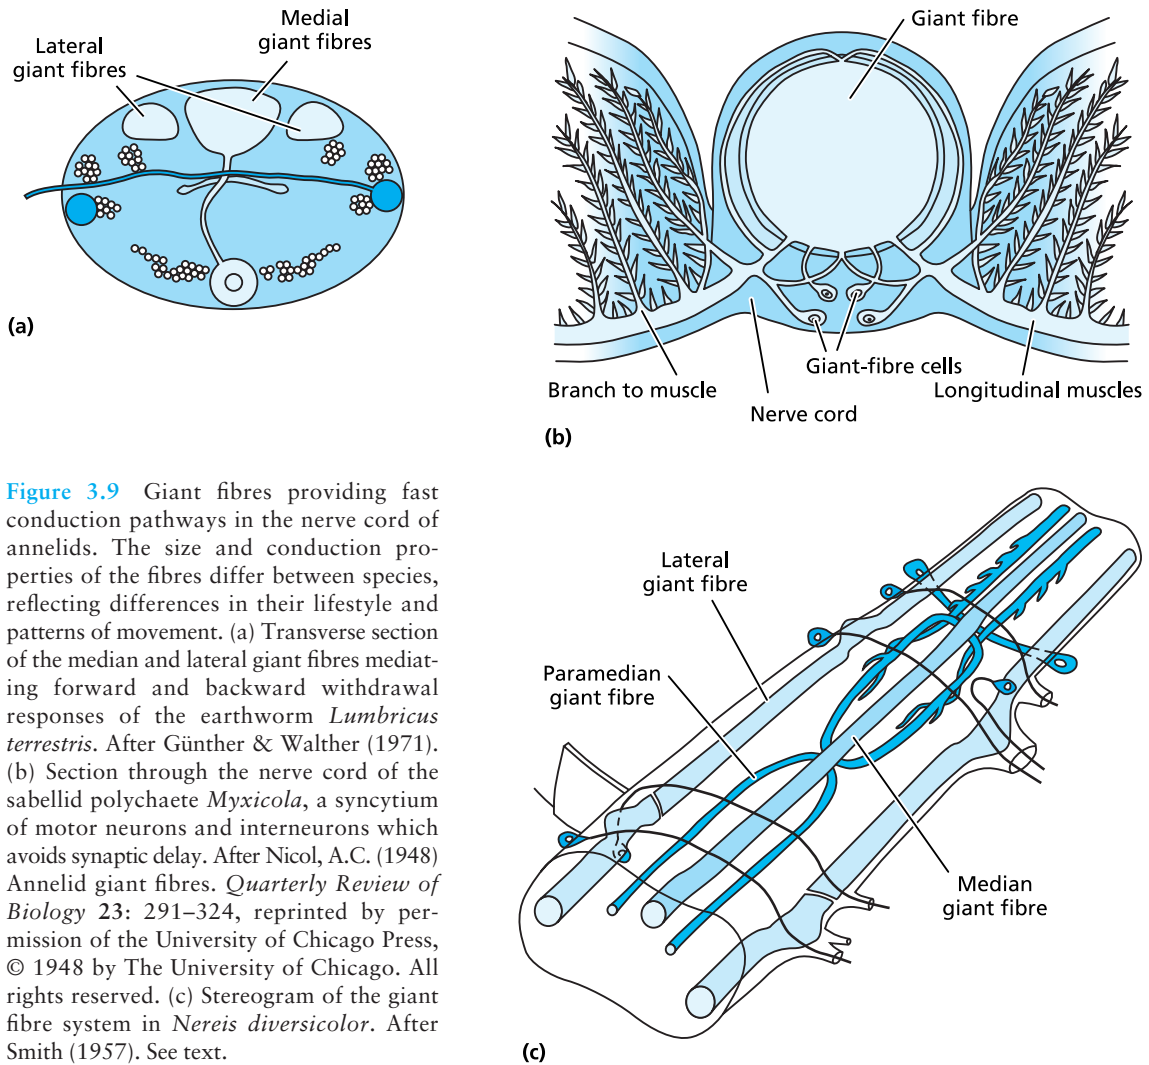 Lateral
giant fibres
Medial
giant fibres
(a)
Giant fibre
Giant-fibre cells
Branch to muscle
Longitudinal muscles
Nerve cord
(b)
Figure 3.9 Giant fibres providing fast
conduction pathways in the nerve cord of
annelids. The size and conduction pro-
perties of the fibres differ between species,
reflecting differences in their lifestyle and
patterns of movement. (a) Transverse section
of the median and lateral giant fibres mediat-
ing forward and backward withdrawal
responses of the earthworm Lumbricus
terrestris. After Günther & Walther (1971).
(b) Section through the nerve cord of the
sabellid polychaete Myxicola, a syncytium
of motor neurons and interneurons which
avoids synaptic delay. After Nicol, A.C. (1948)
Annelid giant fibres. Quarterly Review of
Biology 23: 291–324, reprinted by per-
mission of the University of Chicago Press,
© 1948 by The University of Chicago. All
rights reserved. (c) Stereogram of the giant
fibre system in Nereis diversicolor. After
Smith (1957). See text.
Lateral
giant fibre
Paramedian
giant fibre
Median
giant fibre
(c)